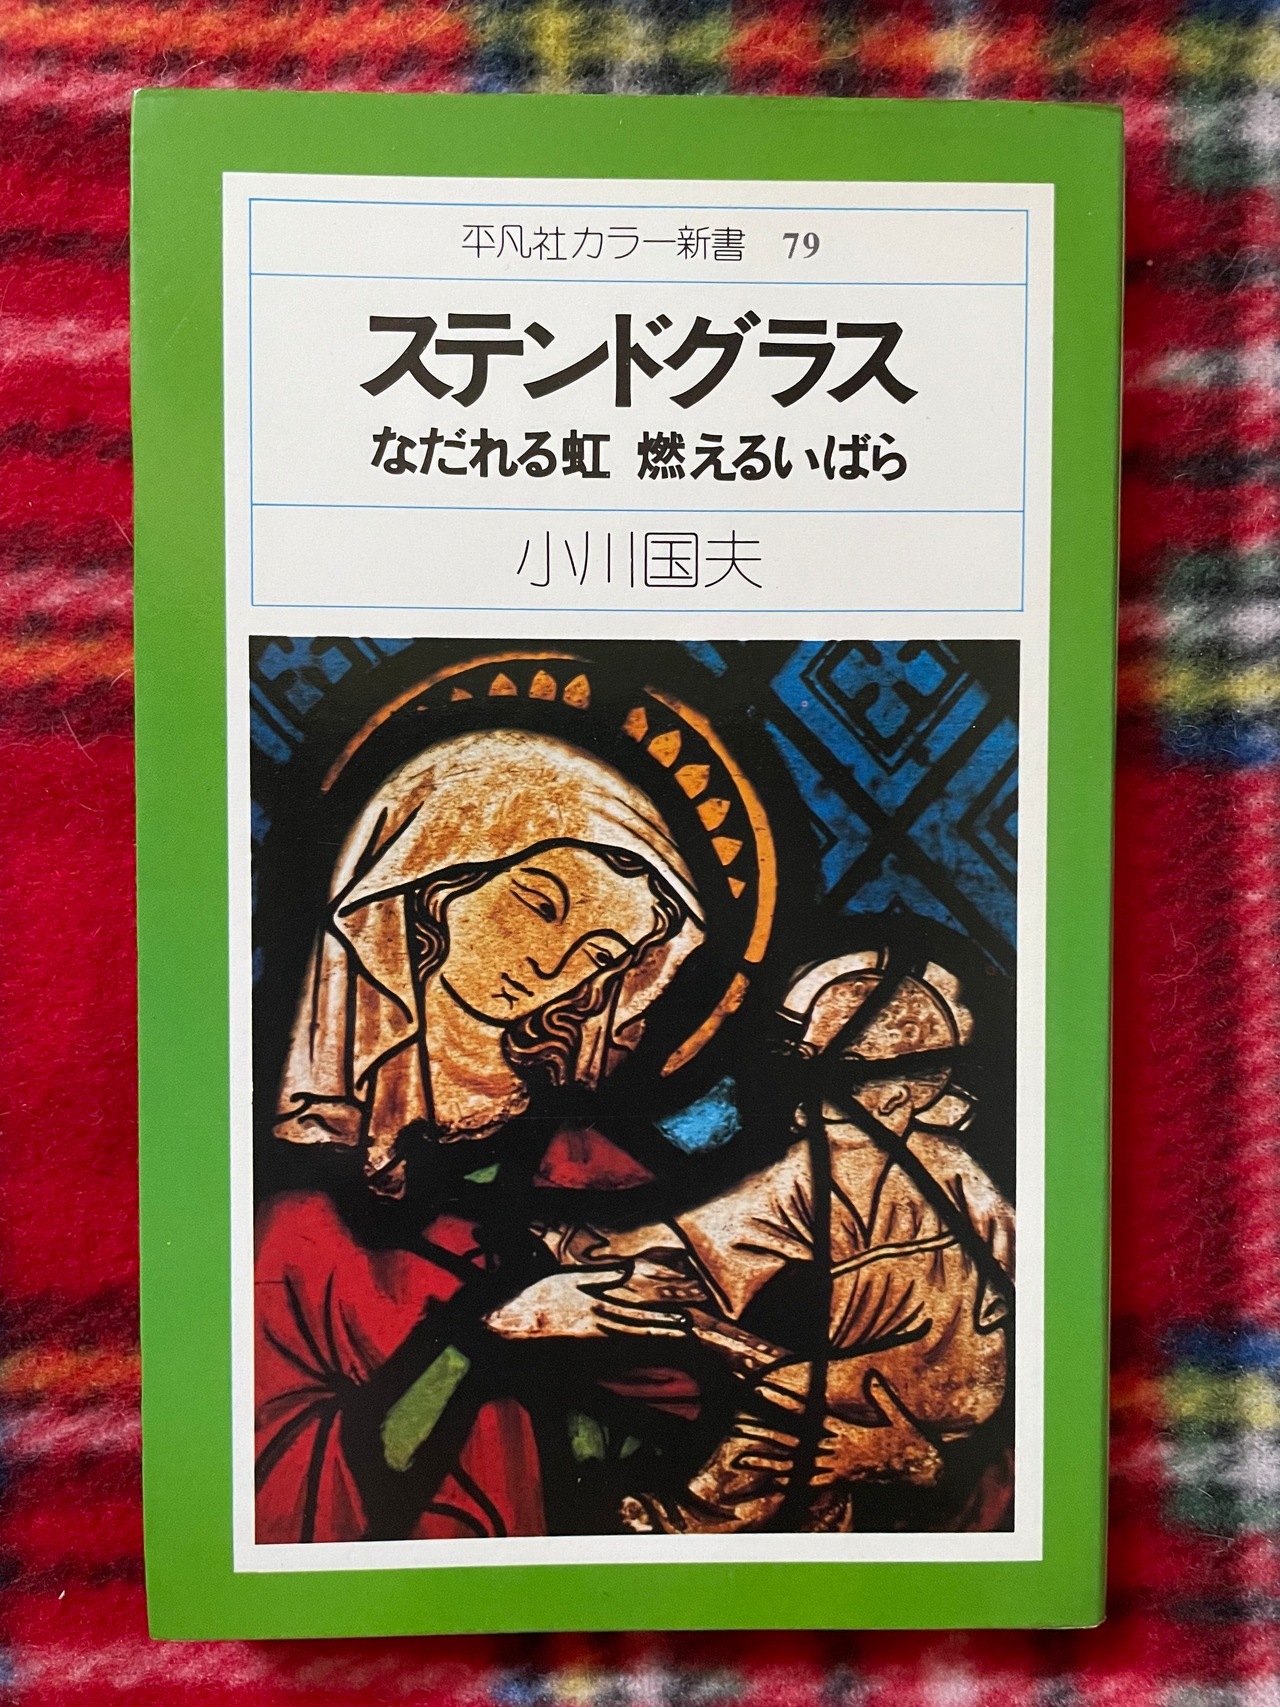 平凡社カラー新書 79
ステンドグラス
なだれる虹 燃えるいばら
小川国夫